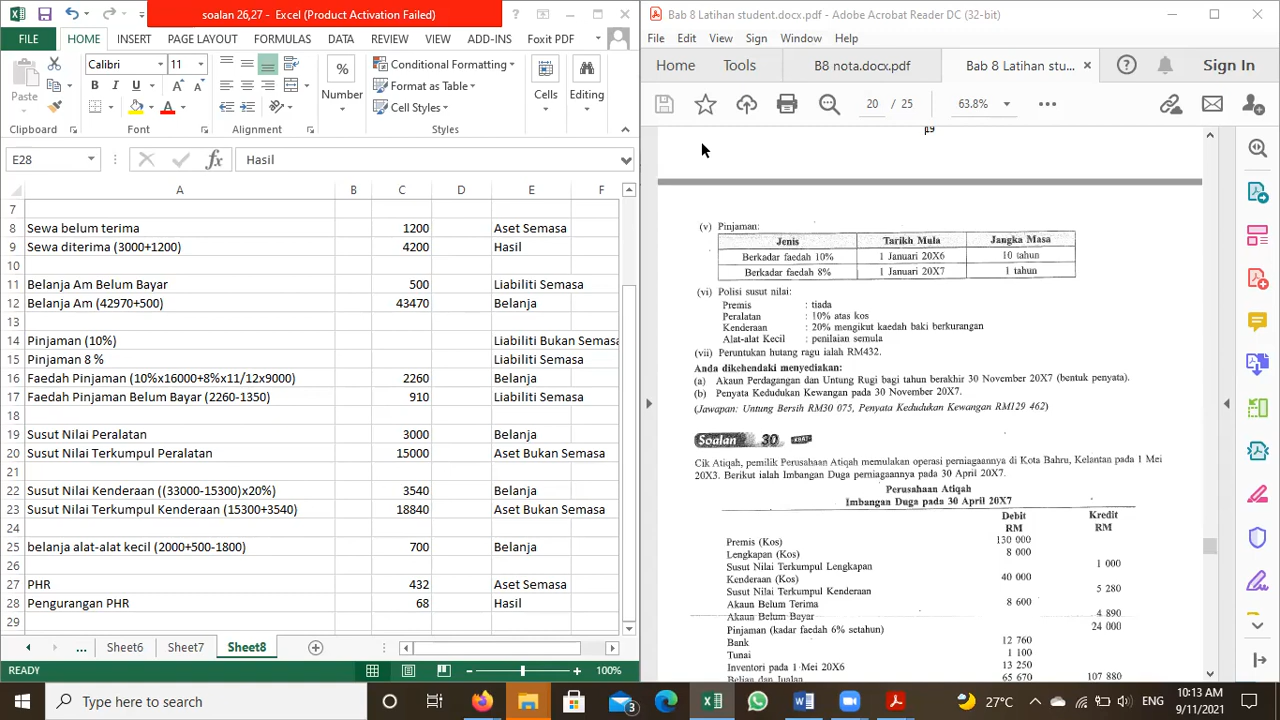 soalan 26,27 - Excel (Product Activation Failed)
FILE HOME INSERT PAGE LAYOUT FORMULAS DATA REVIEW VIEW ADD-INS Foxit PDF
Calibri 11
Paste
B I U
A A
%
Number
Conditional Formatting
Format as Table
Cell Styles
Cells
Editing
Clipboard Font Alignment Styles
E28 fx Hasil
A B C D E F
7
8 Sewa belum terima 1200 Aset Semasa
9 Sewa diterima (3000+1200) 4200 Hasil
10
11 Belanja Am Belum Bayar 500 Liabiliti Semasa
12 Belanja Am (42970+500) 43470 Belanja
13
14 Pinjaman (10%) Liabiliti Bukan Semasa
15 Pinjaman 8 % Liabiliti Semasa
16 Faedah Pinjaman (10%x16000+8%x11/12x9000) 2260 Belanja
17 Faedah Pinjaman Belum Bayar (2260-1350) 910 Liabiliti Semasa
18
19 Susut Nilai Peralatan 3000 Belanja
20 Susut Nilai Terkumpul Peralatan 15000 Aset Bukan Semasa
21
22 Susut Nilai Kenderaan ((33000-15300)x20%) 3540 Belanja
23 Susut Nilai Terkumpul Kenderaan (15300+3540) 18840 Aset Bukan Semasa
24
25 belanja alat-alat kecil (2000+500-1800) 700 Belanja
26
27 PHR 432 Aset Semasa
28 Pengurangan PHR 68 Hasil
29
... Sheet6 Sheet7 Sheet8
READY 100%
Bab 8 Latihan student.docx.pdf - Adobe Acrobat Reader DC (32-bit)
File Edit View Sign Window Help
Home Tools B8 nota.docx.pdf Bab 8 Latihan stu... × Sign In
20 / 25 63.8%
19
(v) Pinjaman:
Jenis Tarikh Mula Jangka Masa
Berkadar faedah 10% 1 Januari 20X6 10 tahun
Berkadar faedah 8% 1 Januari 20X7 1 tahun
(vi) Polisi susut nilai:
Premis : tiada
Peralatan : 10% atas kos
Kenderaan : 20% mengikut kaedah baki berkurangan
Alat-alat Kecil : penilaian semula
(vii) Peruntukan hutang ragu ialah RM432.
Anda dikehendaki menyediakan:
(a) Akaun Perdagangan dan Untung Rugi bagi tahun berakhir 30 November 20X7 (bentuk penyata).
(b) Penyata Kedudukan Kewangan pada 30 November 20X7.
(Jawapan: Untung Bersih RM30 075, Penyata Kedudukan Kewangan RM129 462)
Soalan 30 KBAT
Cik Atiqah, pemilik Perusahaan Atiqah memulakan operasi perniagaannya di Kota Bahru, Kelantan pada 1 Mei
20X3. Berikut ialah Imbangan Duga perniagaannya pada 30 April 20X7.
Perusahaan Atiqah
Imbangan Duga pada 30 April 20X7
Debit Kredit
RM RM
Premis (Kos) 130 000
Lengkapan (Kos) 8 000
Susut Nilai Terkumpul Lengkapan 1 000
Kenderaan (Kos) 40 000
Susut Nilai Terkumpul Kenderaan 5 280
Akaun Belum Terima 8 600
Akaun Belum Bayar 4 890
Pinjaman (kadar faedah 6% setahun) 24 000
Bank 12 760
Tunai 1 100
Inventori pada 1 Mei 20X6 13 250
Belian dan Jualan 65 670 107 880
Type here to search
3
27°C ENG
10:13 AM
9/11/2021